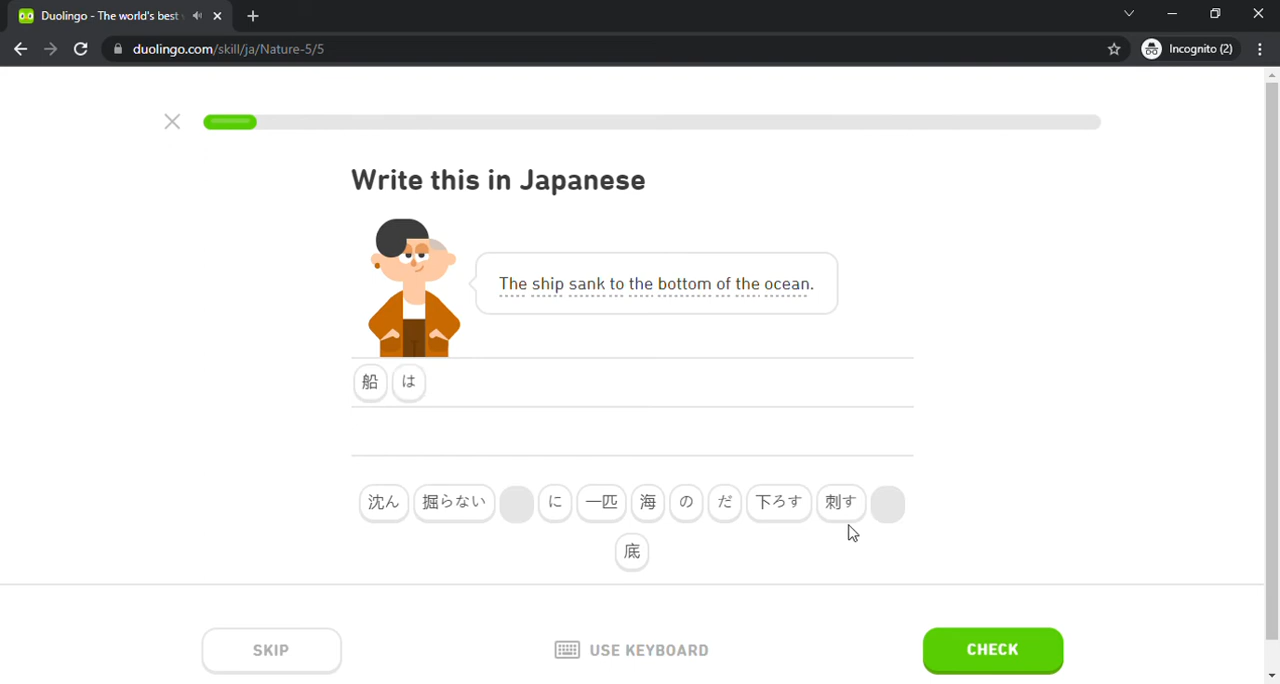 Duolingo - The world's best
duolingo.com/skill/ja/Nature-5/5
Incognito (2)
Write this in Japanese
The ship sank to the bottom of the ocean.
船 は
沈ん 掘らない に 一匹 海 の だ 下ろす 刺す
底
SKIP
USE KEYBOARD
CHECK